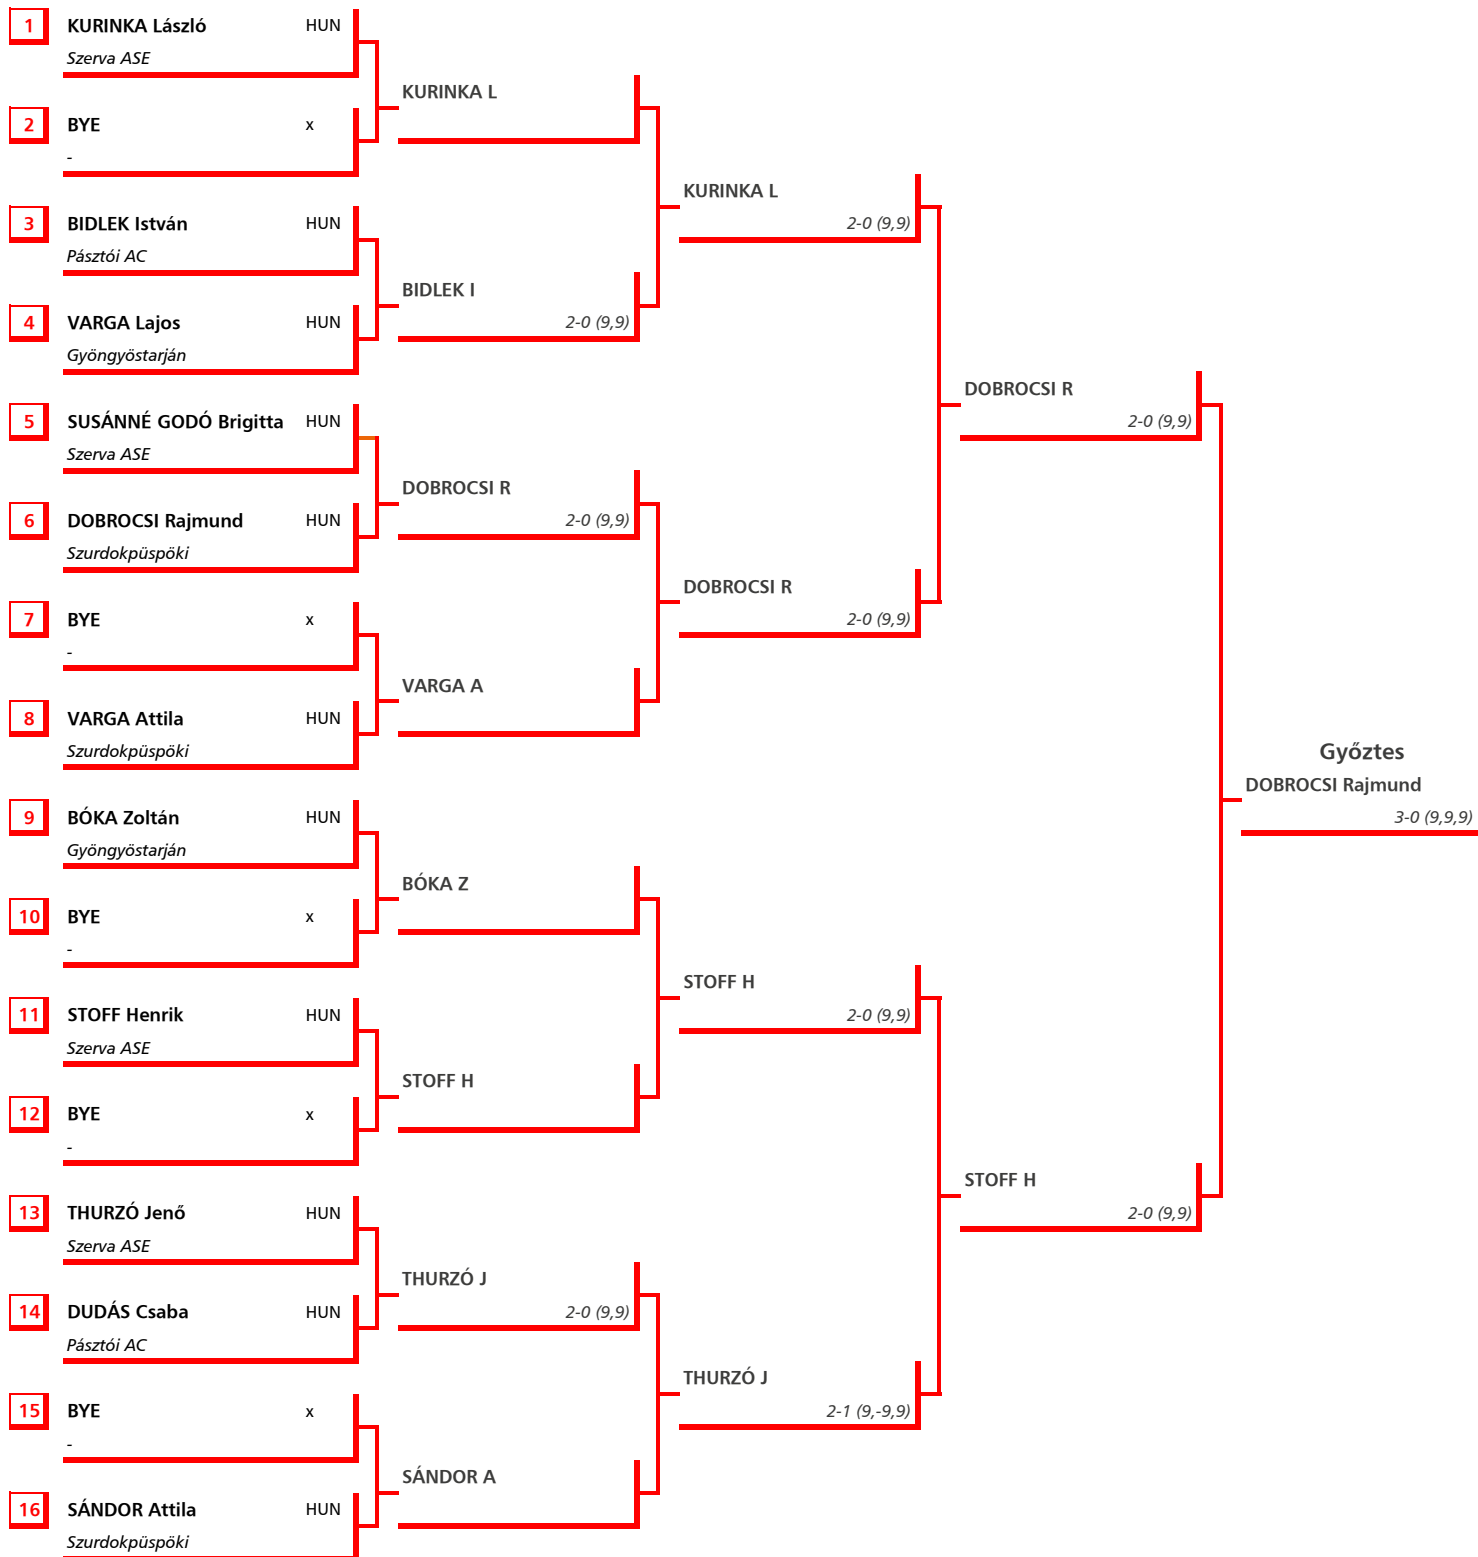 1 KURINKA László HUN
Szerva ASE
KURINKA L
2 BYE x
-
KURINKA L
3 BIDLEK István HUN
2-0 (9,9)
Pásztói AC
BIDLEK I
4 VARGA Lajos HUN
2-0 (9,9)
Gyöngyöstarján
DOBROCSI R
5 SUSÁNNÉ GODÓ Brigitta HUN
2-0 (9,9)
Szerva ASE
DOBROCSI R
6 DOBROCSI Rajmund HUN
2-0 (9,9)
Szurdokpüspöki
DOBROCSI R
7 BYE x
2-0 (9,9)
-
VARGA A
8 VARGA Attila HUN
Szurdokpüspöki
Győztes
DOBROCSI Rajmund
9 BÓKA Zoltán HUN
3-0 (9,9,9)
Gyöngyöstarján
BÓKA Z
10 BYE x
-
STOFF H
11 STOFF Henrik HUN
2-0 (9,9)
Szerva ASE
STOFF H
12 BYE x
-
STOFF H
13 THURZÓ Jenő HUN
2-0 (9,9)
Szerva ASE
THURZÓ J
14 DUDÁS Csaba HUN
2-0 (9,9)
Pásztói AC
THURZÓ J
15 BYE x
2-1 (9,-9,9)
-
SÁNDOR A
16 SÁNDOR Attila HUN
Szurdokpüspöki